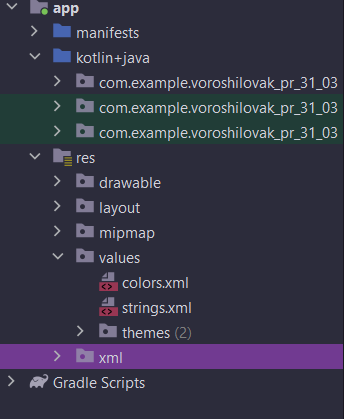 app
manifests
kotlin+java
com.example.voroshilovak_pr_31_03
com.example.voroshilovak_pr_31_03
com.example.voroshilovak_pr_31_03
res
drawable
layout
mipmap
values
colors.xml
strings.xml
themes (2)
xml
Gradle Scripts